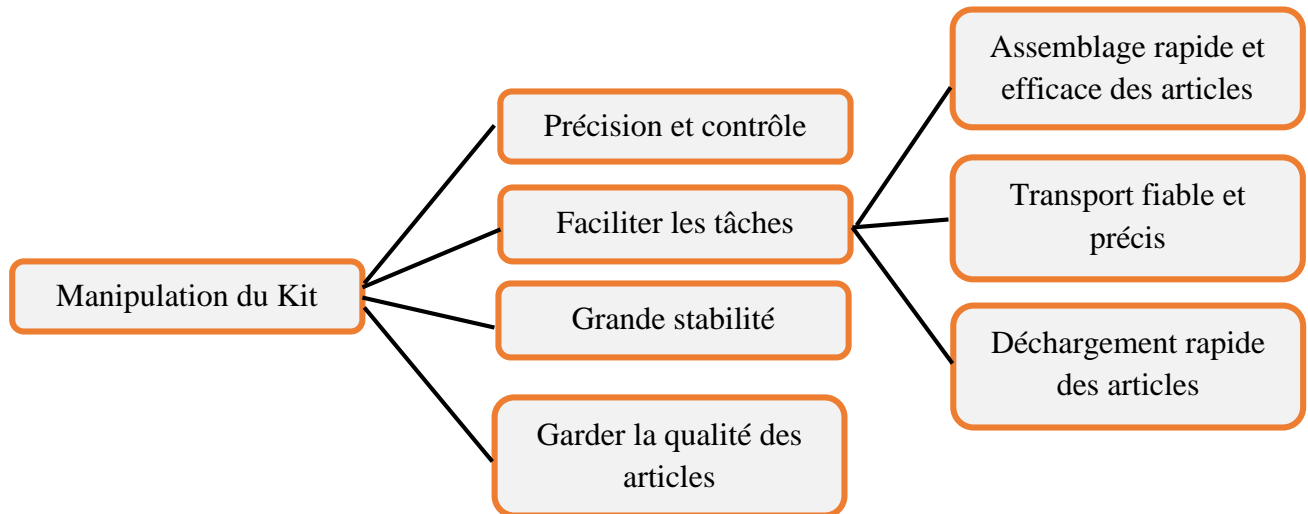 Manipulation du Kit
Précision et contrôle
Faciliter les tâches
Grande stabilité
Garder la qualité des
articles
Assemblage rapide et
efficace des articles
Transport fiable et
précis
Déchargement rapide
des articles